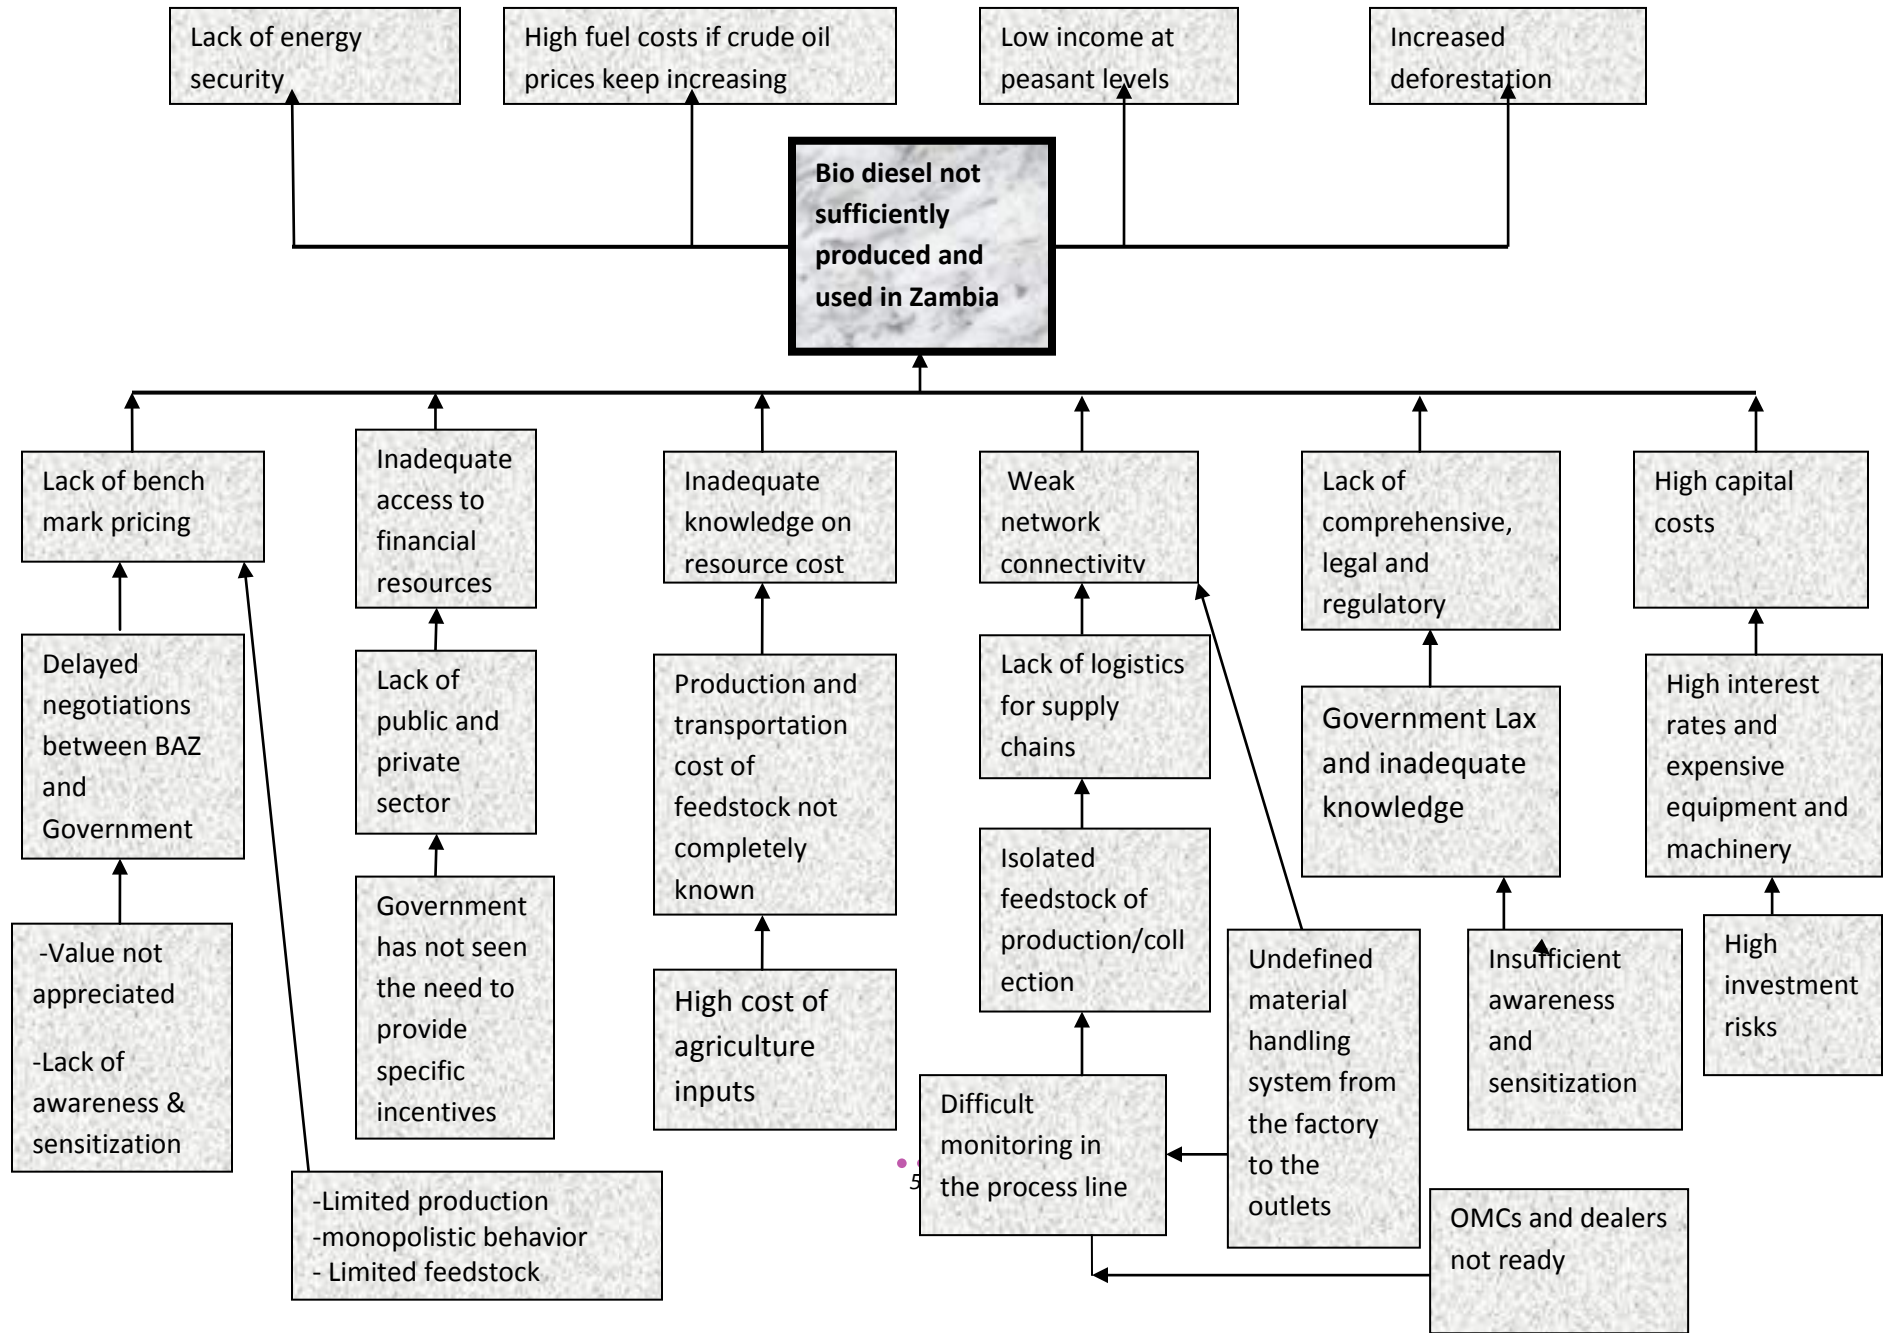 Lack of energy
security
High fuel costs if crude oil
prices keep increasing
Low income at
peasant levels
Increased
deforestation
Bio diesel not
sufficiently
produced and
used in Zambia
Lack of bench
mark pricing
Inadequate
access to
financial
resources
Inadequate
knowledge on
resource cost
Weak
network
connectivity
Lack of
comprehensive,
legal and
regulatory
High capital
costs
Delayed
negotiations
between BAZ
and
Government
Lack of
public and
private
sector
Production and
transportation
cost of
feedstock not
completely
known
Lack of logistics
for supply
chains
Government Lax
and inadequate
knowledge
High interest
rates and
expensive
equipment and
machinery
-Value not
appreciated
-Lack of
awareness &
sensitization
Government
has not seen
the need to
provide
specific
incentives
High cost of
agriculture
inputs
Isolated
feedstock of
production/coll
ection
Undefined
material
handling
system from
the factory
to the
outlets
Insufficient
awareness
and
sensitization
High
investment
risks
Difficult
monitoring in
the process line
-Limited production
-monopolistic behavior
- Limited feedstock
OMCs and dealers
not ready
5